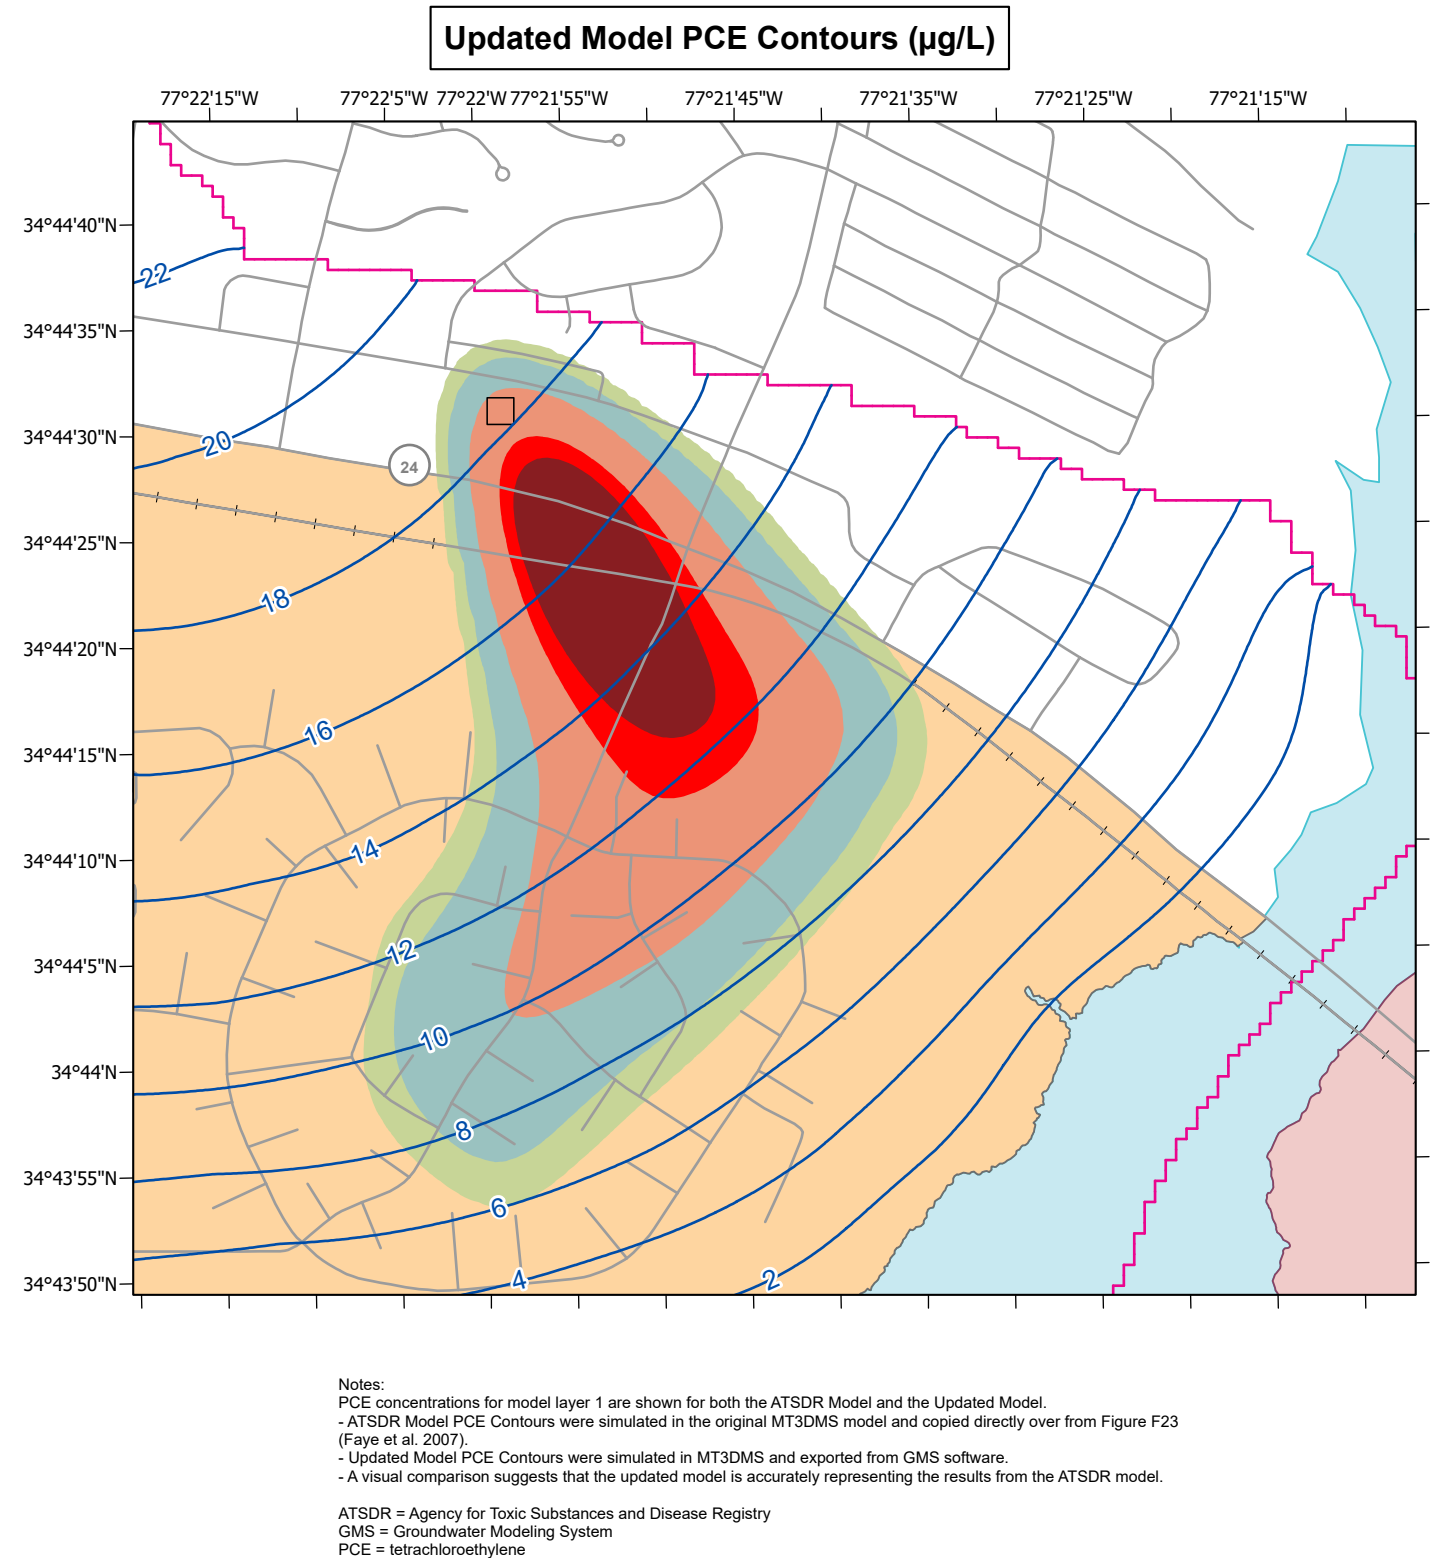 Updated Model PCE Contours (µg/L)
77°22'15"W 77°22'5"W 77°22'W 77°21'55"W 77°21'45"W 77°21'35"W 77°21'25"W 77°21'15"W
34°44'40"N
22
34°44'35"N
34°44'30"N
20
24
34°44'25"N
18
34°44'20"N
16
34°44'15"N
14
34°44'10"N
12
34°44'5"N
10
34°44'N
8
34°43'55"N
6
34°43'50"N
4
2
Notes:
PCE concentrations for model layer 1 are shown for both the ATSDR Model and the Updated Model.
- ATSDR Model PCE Contours were simulated in the original MT3DMS model and copied directly over from Figure F23
(Faye et al. 2007).
- Updated Model PCE Contours were simulated in MT3DMS and exported from GMS software.
- A visual comparison suggests that the updated model is accurately representing the results from the ATSDR model.
ATSDR = Agency for Toxic Substances and Disease Registry
GMS = Groundwater Modeling System
PCE = tetrachloroethylene